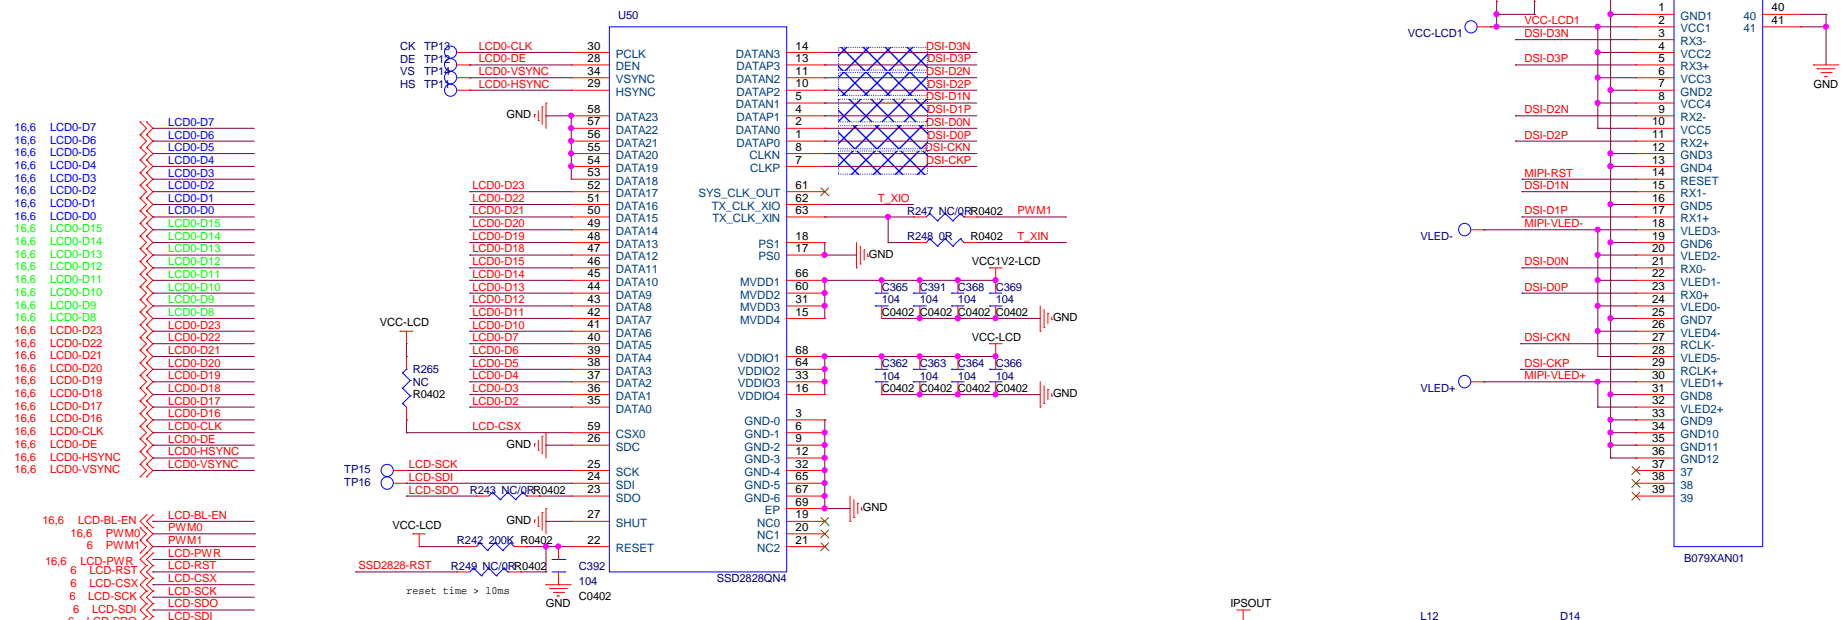 U50
CK TP13 LCD0-CLK 30 PCLK
DE TP12 LCD0-DE 28 DEN
VS TP14 LCD0-VSYNC 34 VSYNC
HS TP11 LCD0-HSYNC 29 HSYNC
GND
58 DATA23
57 DATA22
56 DATA21
55 DATA20
54 DATA19
53 DATA18
LCD0-D23 52 DATA17
LCD0-D22 51 DATA16
LCD0-D21 50 DATA15
LCD0-D20 49 DATA14
LCD0-D19 48 DATA13
LCD0-D18 47 DATA12
LCD0-D15 46 DATA11
LCD0-D14 45 DATA10
LCD0-D13 44 DATA9
LCD0-D12 43 DATA8
LCD0-D11 42 DATA7
LCD0-D10 41 DATA6
LCD0-D7 40 DATA5
LCD0-D6 39 DATA4
LCD0-D5 38 DATA3
LCD0-D4 37 DATA2
LCD0-D3 36 DATA1
LCD0-D2 35 DATA0
LCD-CSX 59 CSX0
GND 26 SDC
TP15 LCD-SCK 25 SCK
TP16 LCD-SDI 24 SDI
LCD-SDO R243 NC/0R R0402 23 SDO
GND 27 SHUT
VCC-LCD
R242 200K R0402 22 RESET
SSD2828-RST R249 NC/0R R0402
C392
104
C0402
GND
reset time > 10ms
VCC-LCD
R265
NC
R0402
16,6 LCD0-D7 LCD0-D7
16,6 LCD0-D6 LCD0-D6
16,6 LCD0-D5 LCD0-D5
16,6 LCD0-D4 LCD0-D4
16,6 LCD0-D3 LCD0-D3
16,6 LCD0-D2 LCD0-D2
16,6 LCD0-D1 LCD0-D1
16,6 LCD0-D0 LCD0-D0
16,6 LCD0-D15 LCD0-D15
16,6 LCD0-D14 LCD0-D14
16,6 LCD0-D13 LCD0-D13
16,6 LCD0-D12 LCD0-D12
16,6 LCD0-D11 LCD0-D11
16,6 LCD0-D10 LCD0-D10
16,6 LCD0-D9 LCD0-D9
16,6 LCD0-D8 LCD0-D8
16,6 LCD0-D23 LCD0-D23
16,6 LCD0-D22 LCD0-D22
16,6 LCD0-D21 LCD0-D21
16,6 LCD0-D20 LCD0-D20
16,6 LCD0-D19 LCD0-D19
16,6 LCD0-D18 LCD0-D18
16,6 LCD0-D17 LCD0-D17
16,6 LCD0-D16 LCD0-D16
16,6 LCD0-CLK LCD0-CLK
16,6 LCD0-DE LCD0-DE
16,6 LCD0-HSYNC LCD0-HSYNC
16,6 LCD0-VSYNC LCD0-VSYNC
16,6 LCD-BL-EN LCD-BL-EN
16,6 PWM0 PWM0
6 PWM1 PWM1
16,6 LCD-PWR LCD-PWR
6 LCD-RST LCD-RST
6 LCD-CSX LCD-CSX
6 LCD-SCK LCD-SCK
6 LCD-SDI LCD-SDO
6 LCD-SDO LCD-SDI
DATAN3 14 DSI-D3N
DATAP3 13 DSI-D3P
DATAN2 11 DSI-D2N
DATAP2 10 DSI-D2P
DATAN1 5 DSI-D1N
DATAP1 4 DSI-D1P
DATAN0 2 DSI-D0N
DATAP0 1 DSI-D0P
CLKN 8 DSI-CKN
CLKP 7 DSI-CKP
SYS_CLK_OUT 61
TX_CLK_XIO 62 T_XIO
TX_CLK_XIN 63 R247 NC/0R R0402 PWM1
R248 0R R0402 T_XIN
PS1 18
PS0 17 GND
VCC1V2-LCD
MVDD1 66
MVDD2 60
MVDD3 31
MVDD4 15
C365 C391 C368 C369
104 104 104 104
C0402 C0402 C0402 C0402 GND
VCC-LCD
VDDIO1 68
VDDIO2 64
VDDIO3 33
VDDIO4 16
C362 C363 C364 C366
104 104 104 104
C0402 C0402 C0402 C0402 GND
GND-0 3
GND-1 6
GND-2 9
GND-3 12
GND-4 32
GND-5 65
GND-6 67
EP 69 GND
NC0 19
NC1 20
NC2 21
SSD2828QN4
VCC-LCD1 VCC-LCD1
1 GND1
2 VCC1
DSI-D3N 3 RX3-
4 VCC2
DSI-D3P 5 RX3+
6 VCC3
7 GND2
8 VCC4
DSI-D2N 9 RX2-
10 VCC5
DSI-D2P 11 RX2+
12 GND3
13 GND4
MIPI-RST 14 RESET
DSI-D1N 15 RX1-
16 GND5
DSI-D1P 17 RX1+
VLED- MIPI-VLED- 18 VLED3-
19 GND6
20 VLED2-
DSI-D0N 21 RX0-
22 VLED1-
DSI-D0P 23 RX0+
24 VLED0-
25 GND7
26 VLED4-
DSI-CKN 27 RCLK-
28 VLED5-
DSI-CKP 29 RCLK+
VLED+ MIPI-VLED+ 30 VLED1+
31 GND8
32 VLED2+
33 GND9
34 GND10
35 GND11
36 GND12
37 37
38 38
39 39
40 40
41 41
GND
B079XAN01
IPSOUT
L12
D14